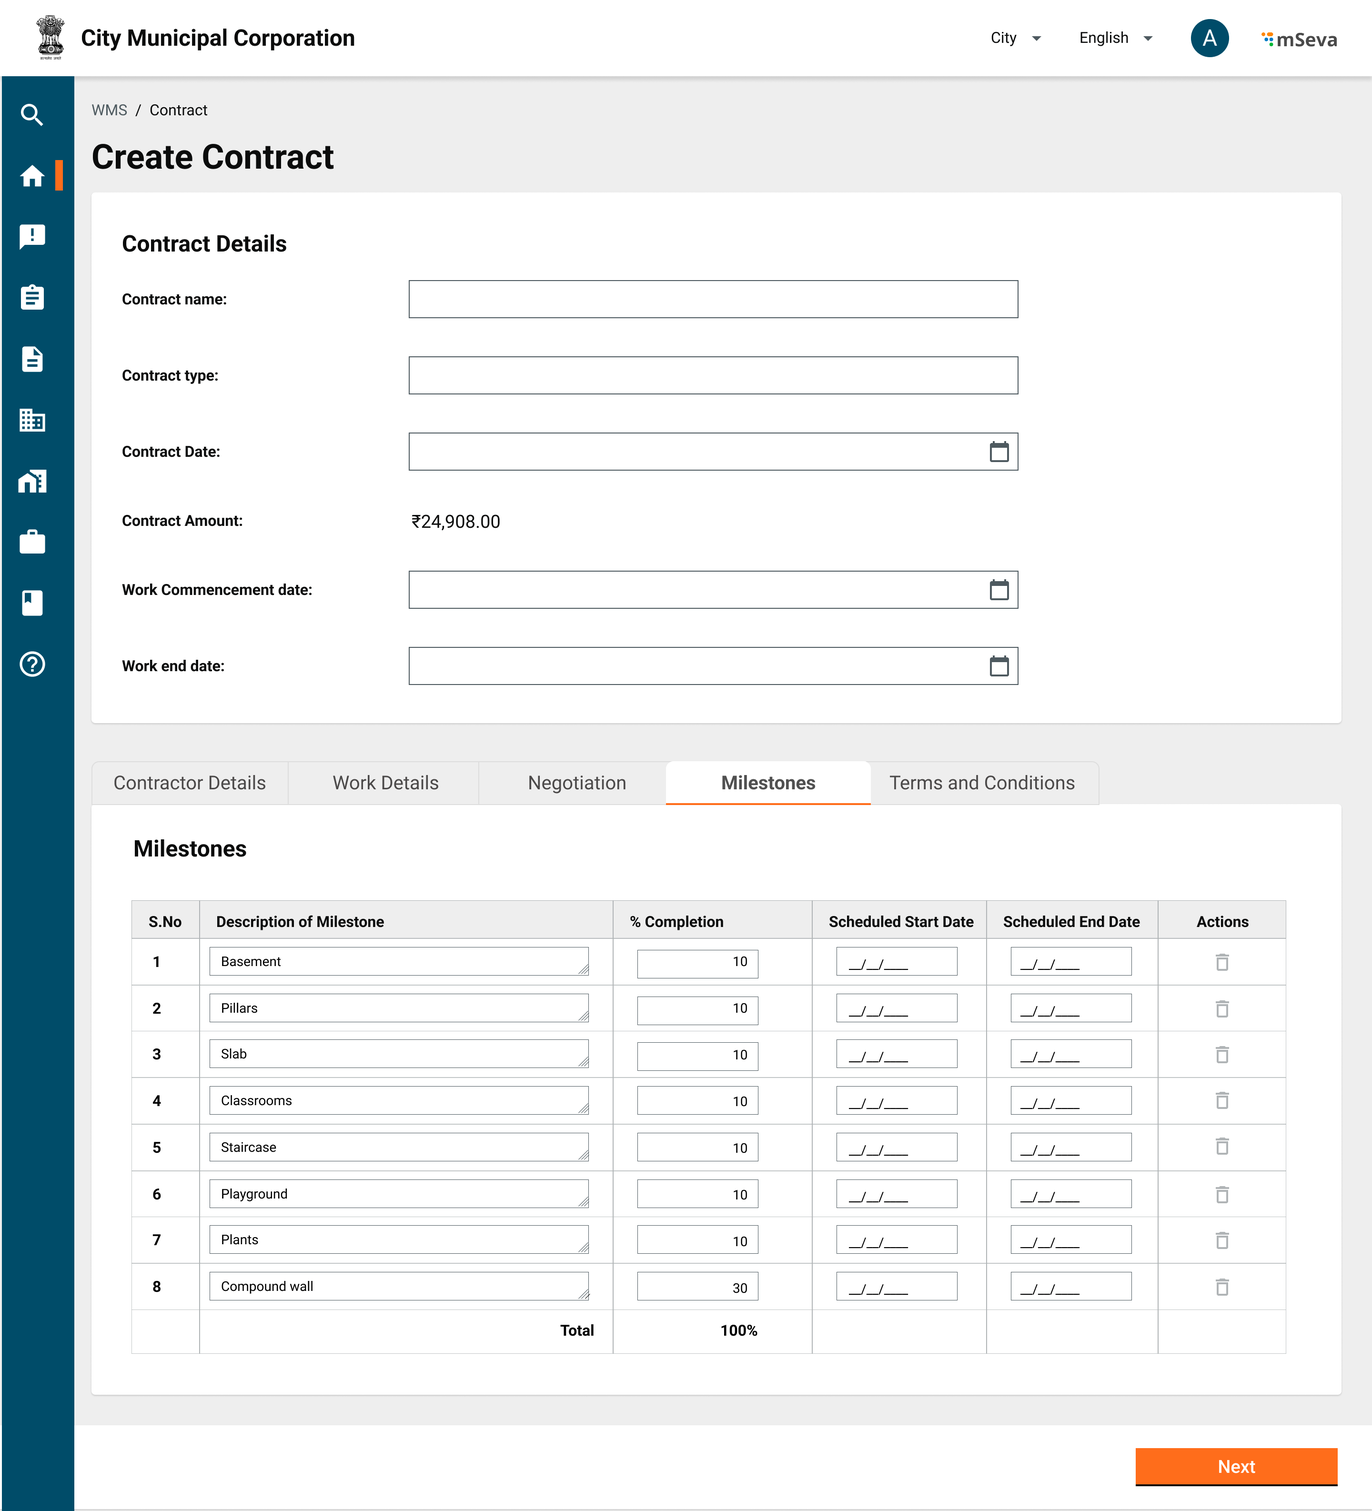 City Municipal Corporation
City
English
A
mSeva
WMS / Contract
Create Contract
Contract Details
Contract name:
Contract type:
Contract Date:
Contract Amount: ₹24,908.00
Work Commencement date:
Work end date:
Contractor Details
Work Details
Negotiation
Milestones
Terms and Conditions
Milestones
S.No Description of Milestone % Completion Scheduled Start Date Scheduled End Date Actions
1 Basement 10 __/__/____ __/__/____
2 Pillars 10 __/__/____ __/__/____
3 Slab 10 __/__/____ __/__/____
4 Classrooms 10 __/__/____ __/__/____
5 Staircase 10 __/__/____ __/__/____
6 Playground 10 __/__/____ __/__/____
7 Plants 10 __/__/____ __/__/____
8 Compound wall 30 __/__/____ __/__/____
Total 100%
Next